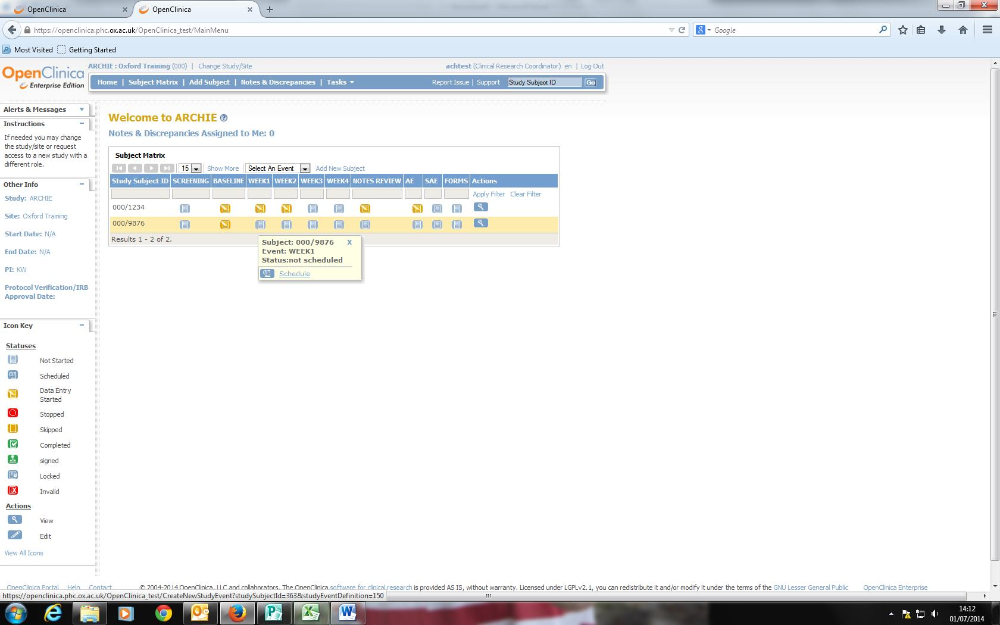 OpenClinica
OpenClinica
https://openclinica.phc.ox.ac.uk/OpenClinica_test/MainMenu
Google
Most Visited
Getting Started
OpenClinica
Enterprise Edition
ARCHIE : Oxford Training (000) | Change Study/Site
achtest (Clinical Research Coordinator) en | Log Out
Home | Subject Matrix | Add Subject | Notes & Discrepancies | Tasks
Report Issue | Support
Study Subject ID
Go
Alerts & Messages
Instructions
If needed you may change
the study/site or request
access to a new study with a
different role.
Other Info
Study: ARCHIE
Site: Oxford Training
Start Date: N/A
End Date: N/A
PI: KW
Protocol Verification/IRB
Approval Date:
Icon Key
Statuses
Not Started
Scheduled
Data Entry
Started
Stopped
Skipped
Completed
signed
Locked
Invalid
Actions
View
Edit
View All Icons
Welcome to ARCHIE
Notes & Discrepancies Assigned to Me: 0
Subject Matrix
15 | Show More | Select An Event Add New Subject
Study Subject ID SCREENING BASELINE WEEK1 WEEK2 WEEK3 WEEK4 NOTES REVIEW AE SAE FORMS Actions
Apply Filter Clear Filter
000/1234
000/9876
Results 1 - 2 of 2.
Subject: 000/9876 X
Event: WEEK1
Status:not scheduled
Schedule
OpenClinica Portal Help Contact
© 2004-2014 OpenClinica, LLC and collaborators. The OpenClinica software for clinical research is provided AS IS, without warranty. Licensed under LGPLv2.1, you can redistribute it and/or modify it under the terms of the GNU Lesser General Public
OpenClinica Enterprise
https://openclinica.phc.ox.ac.uk/OpenClinica_test/CreateNewStudyEvent?studySubjectId=363&studyEventDefinition=150
14:12
01/07/2014